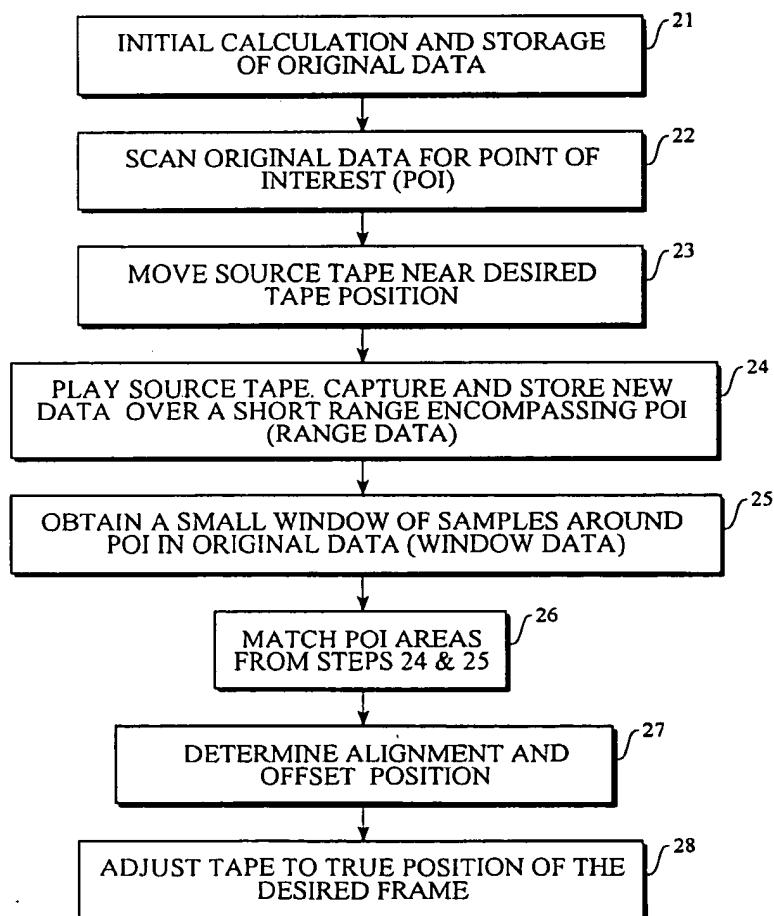 21
INITIAL CALCULATION AND STORAGE
OF ORIGINAL DATA
22
SCAN ORIGINAL DATA FOR POINT OF
INTEREST (POI)
23
MOVE SOURCE TAPE NEAR DESIRED
TAPE POSITION
24
PLAY SOURCE TAPE. CAPTURE AND STORE NEW
DATA OVER A SHORT RANGE ENCOMPASSING POI
(RANGE DATA)
25
OBTAIN A SMALL WINDOW OF SAMPLES AROUND
POI IN ORIGINAL DATA (WINDOW DATA)
26
MATCH POI AREAS
FROM STEPS 24 & 25
27
DETERMINE ALIGNMENT AND
OFFSET POSITION
28
ADJUST TAPE TO TRUE POSITION OF THE
DESIRED FRAME